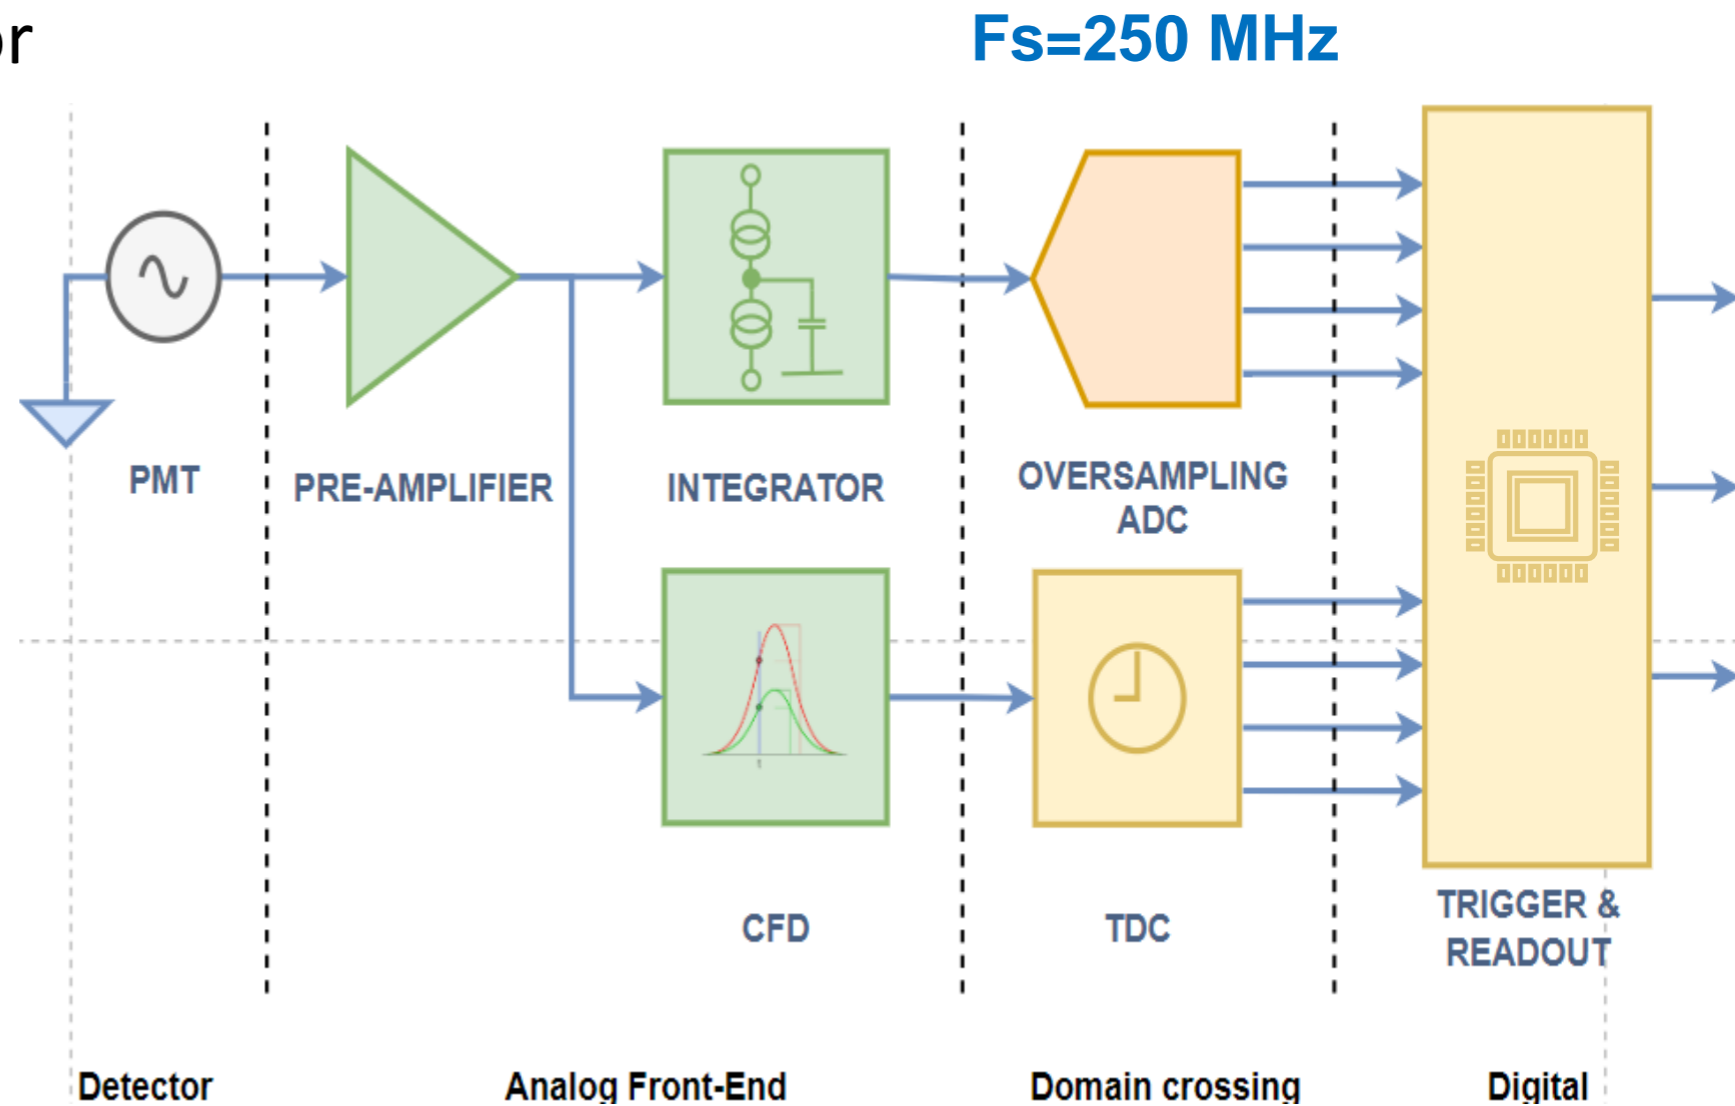 or
Fs=250 MHz
PMT
PRE-AMPLIFIER
INTEGRATOR
OVERSAMPLING
ADC
CFD
TDC
TRIGGER &
READOUT
Detector
Analog Front-End
Domain crossing
Digital